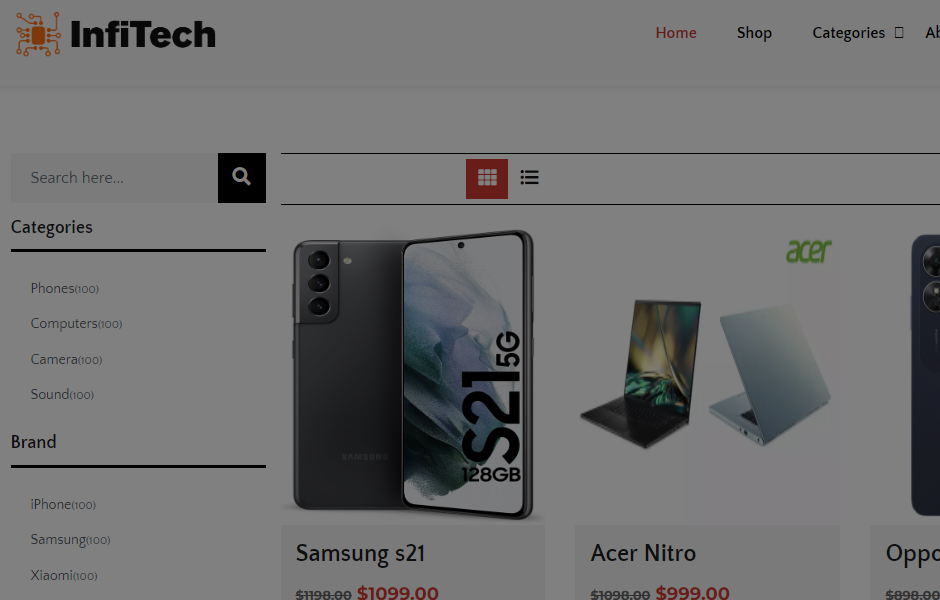 InfiTech
Home Shop Categories Ab
Search here...
Categories
Phones(100)
Computers(100)
Camera(100)
Sound(100)
Brand
iPhone(100)
Samsung(100)
Xiaomi(100)
SAMSUNG
S21 5G
128GB
acer
Samsung s21
$1198.00 $1099.00
Acer Nitro
$1098.00 $999.00
Oppo
$898.00